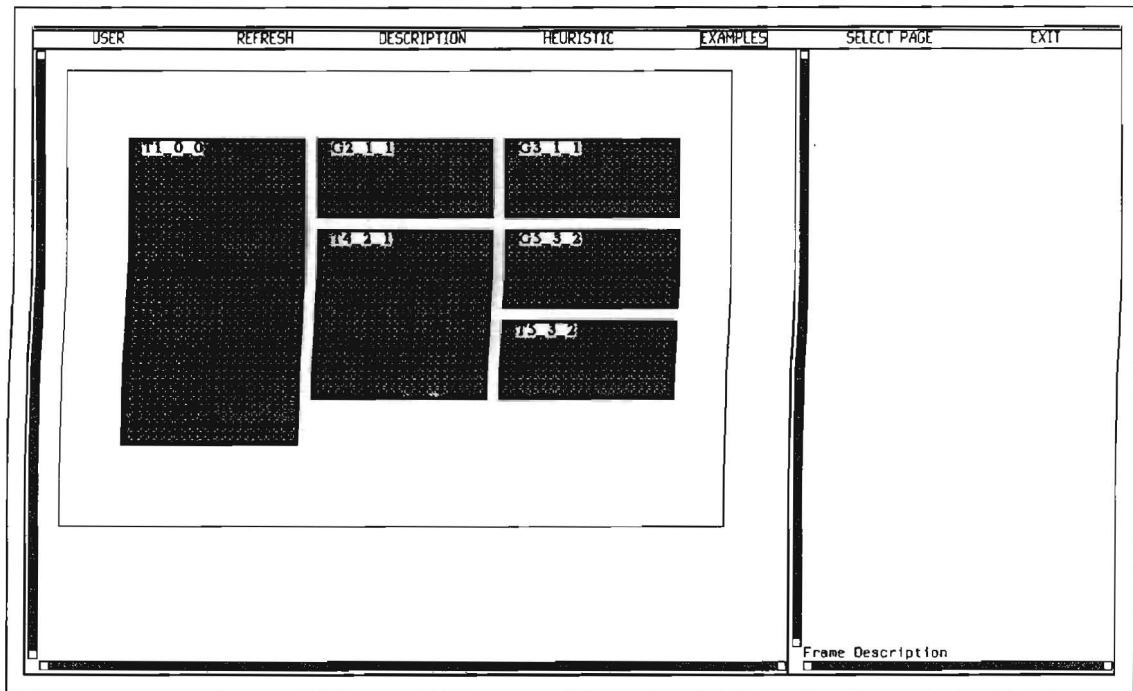 USER REFRESH DESCRIPTION HEURISTIC EXAMPLES SELECT PAGE EXIT
T1_0_0 G2_1_1 G3_1_1
T4_2_1 G5_3_2
T5_3_2
Frame Description